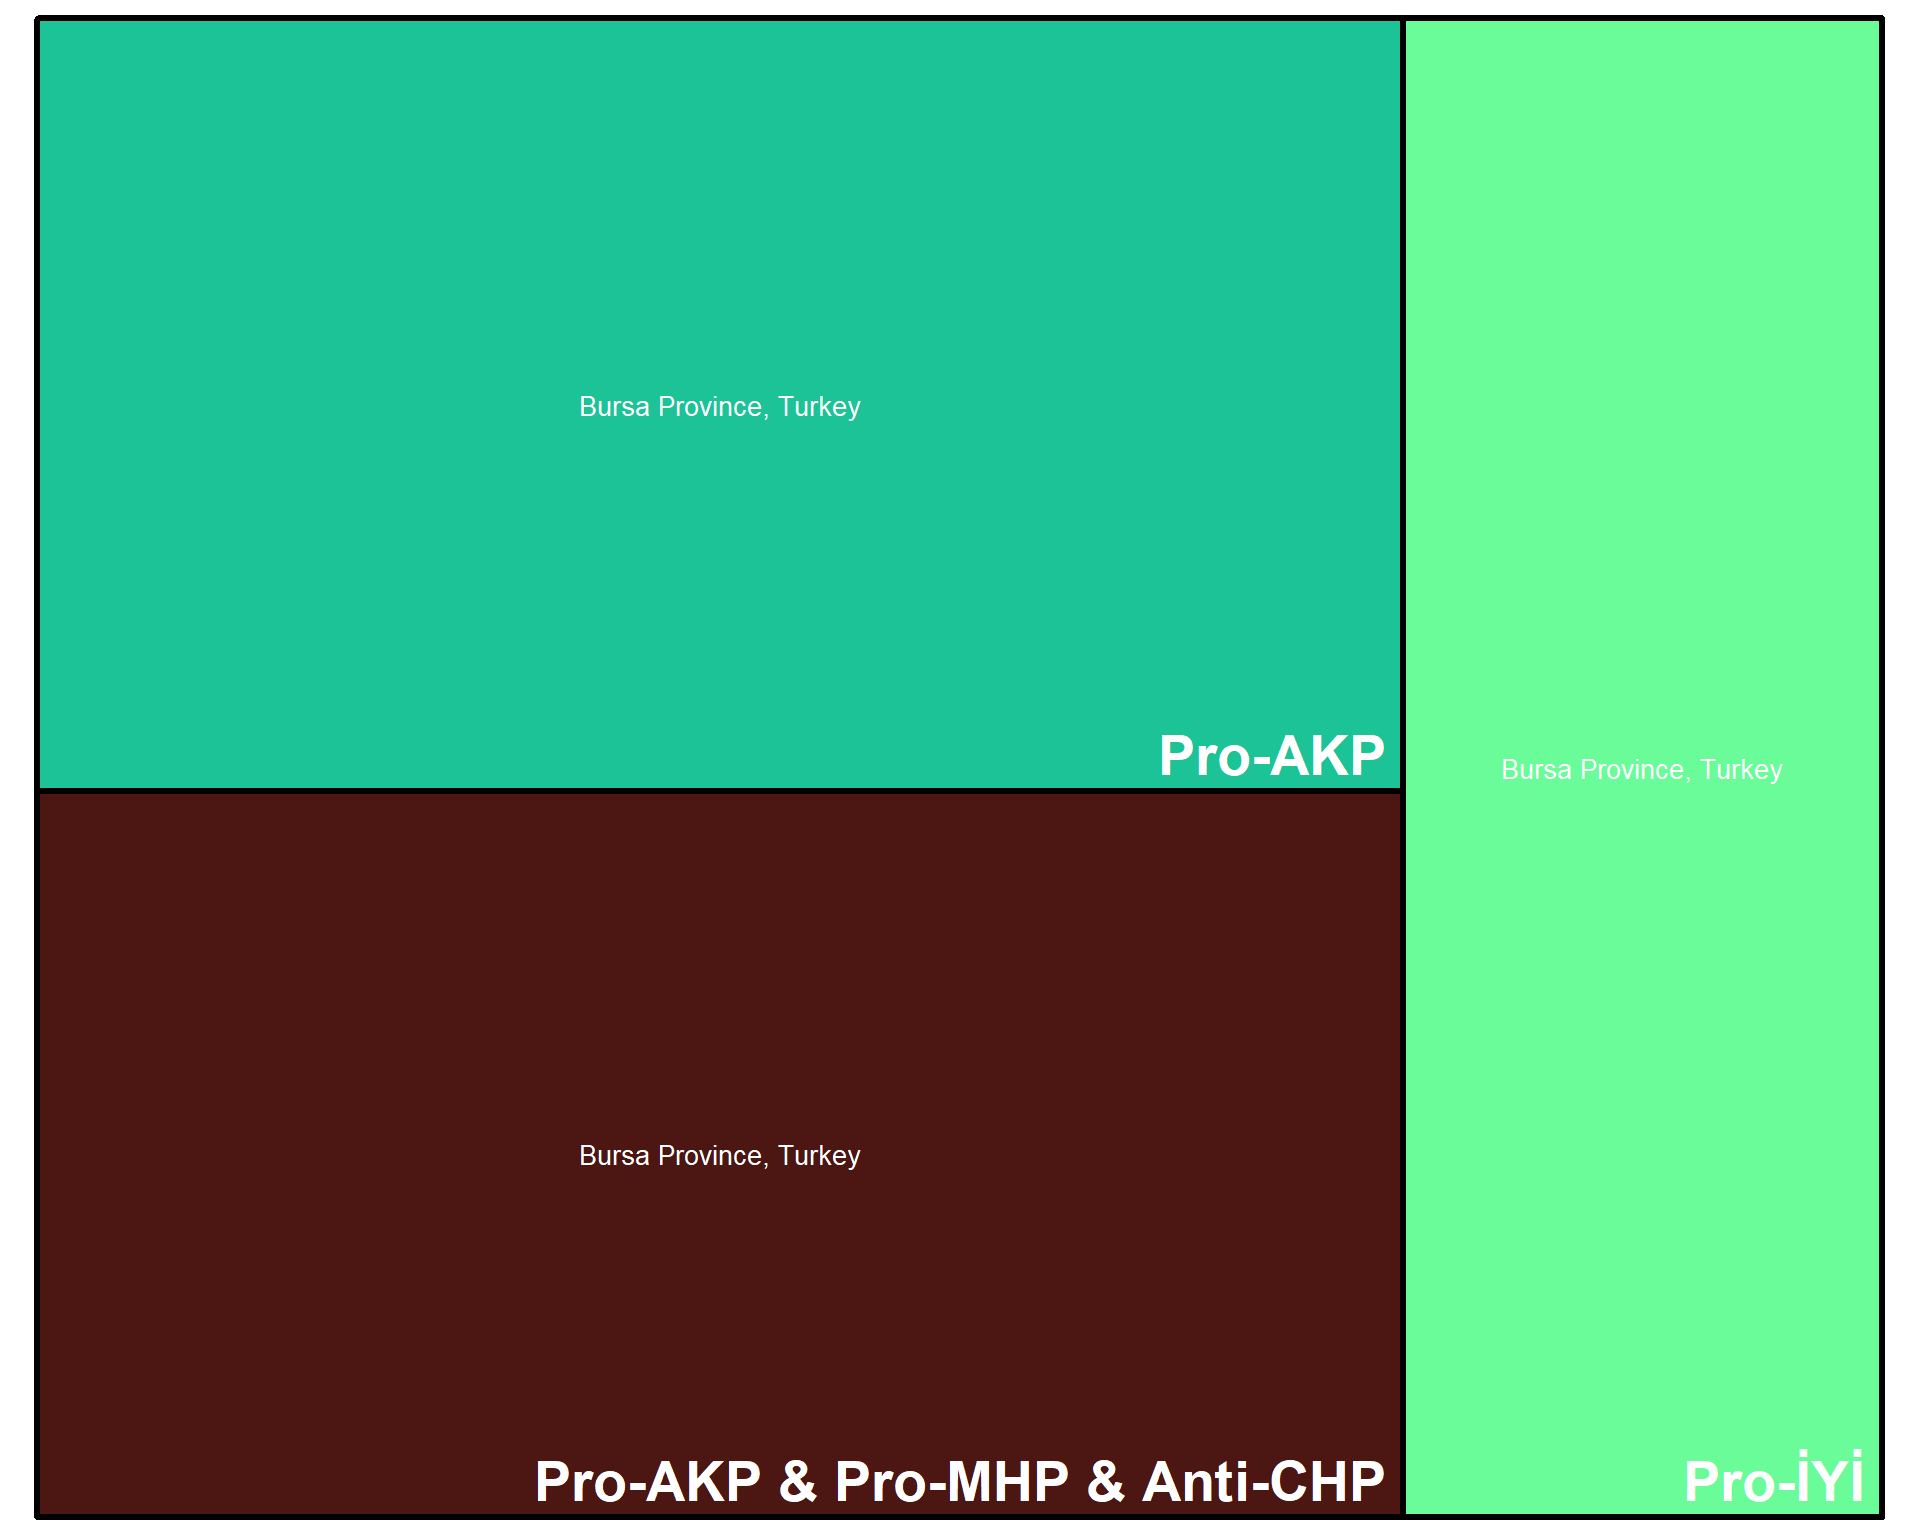 Bursa Province, Turkey
Pro-AKP
Bursa Province, Turkey
Pro-AKP & Pro-MHP & Anti-CHP
Bursa Province, Turkey
Pro-İYİ